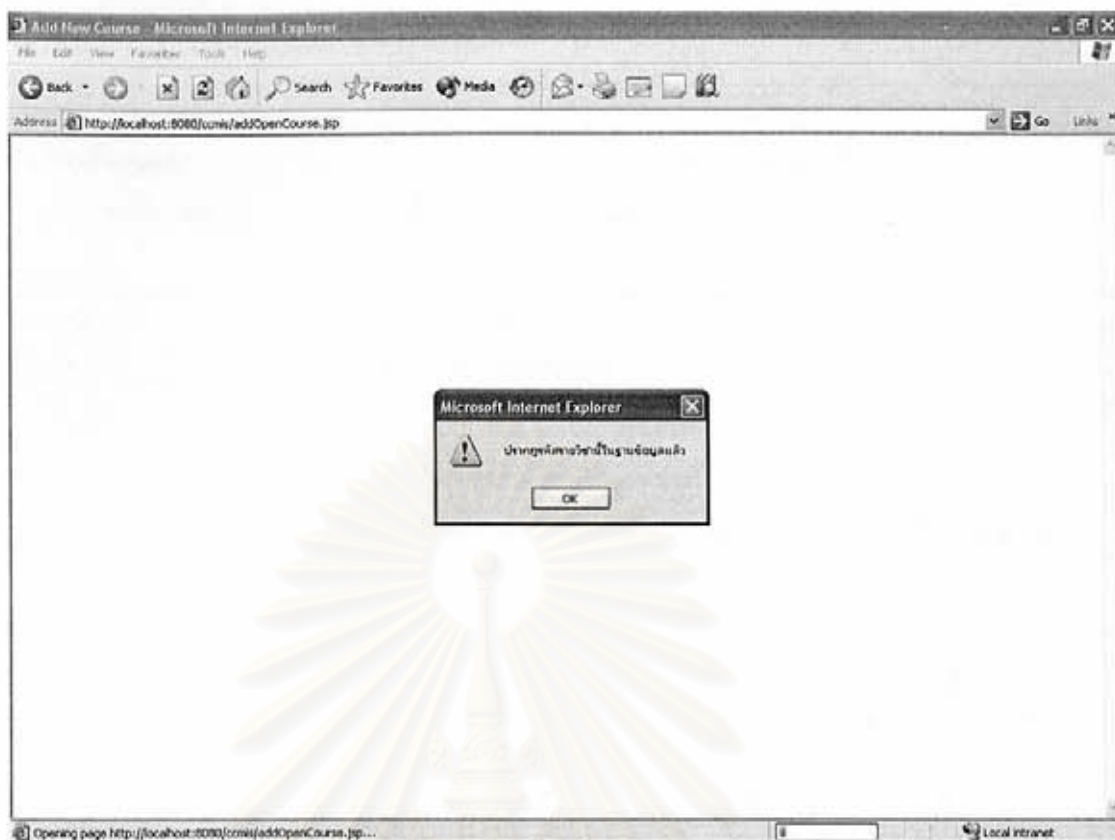 Add New Course - Microsoft Internet Explorer
File Edit View Favorites Tools Help
Back Search Favorites Media
Address http://localhost:8080/ccmis/addOpenCourse.jsp Go Links
Microsoft Internet Explorer
ปรากฏรหัสรายวิชานี้ในฐานข้อมูลแล้ว
OK
Opening page http://localhost:8080/ccmis/addOpenCourse.jsp... Local intranet